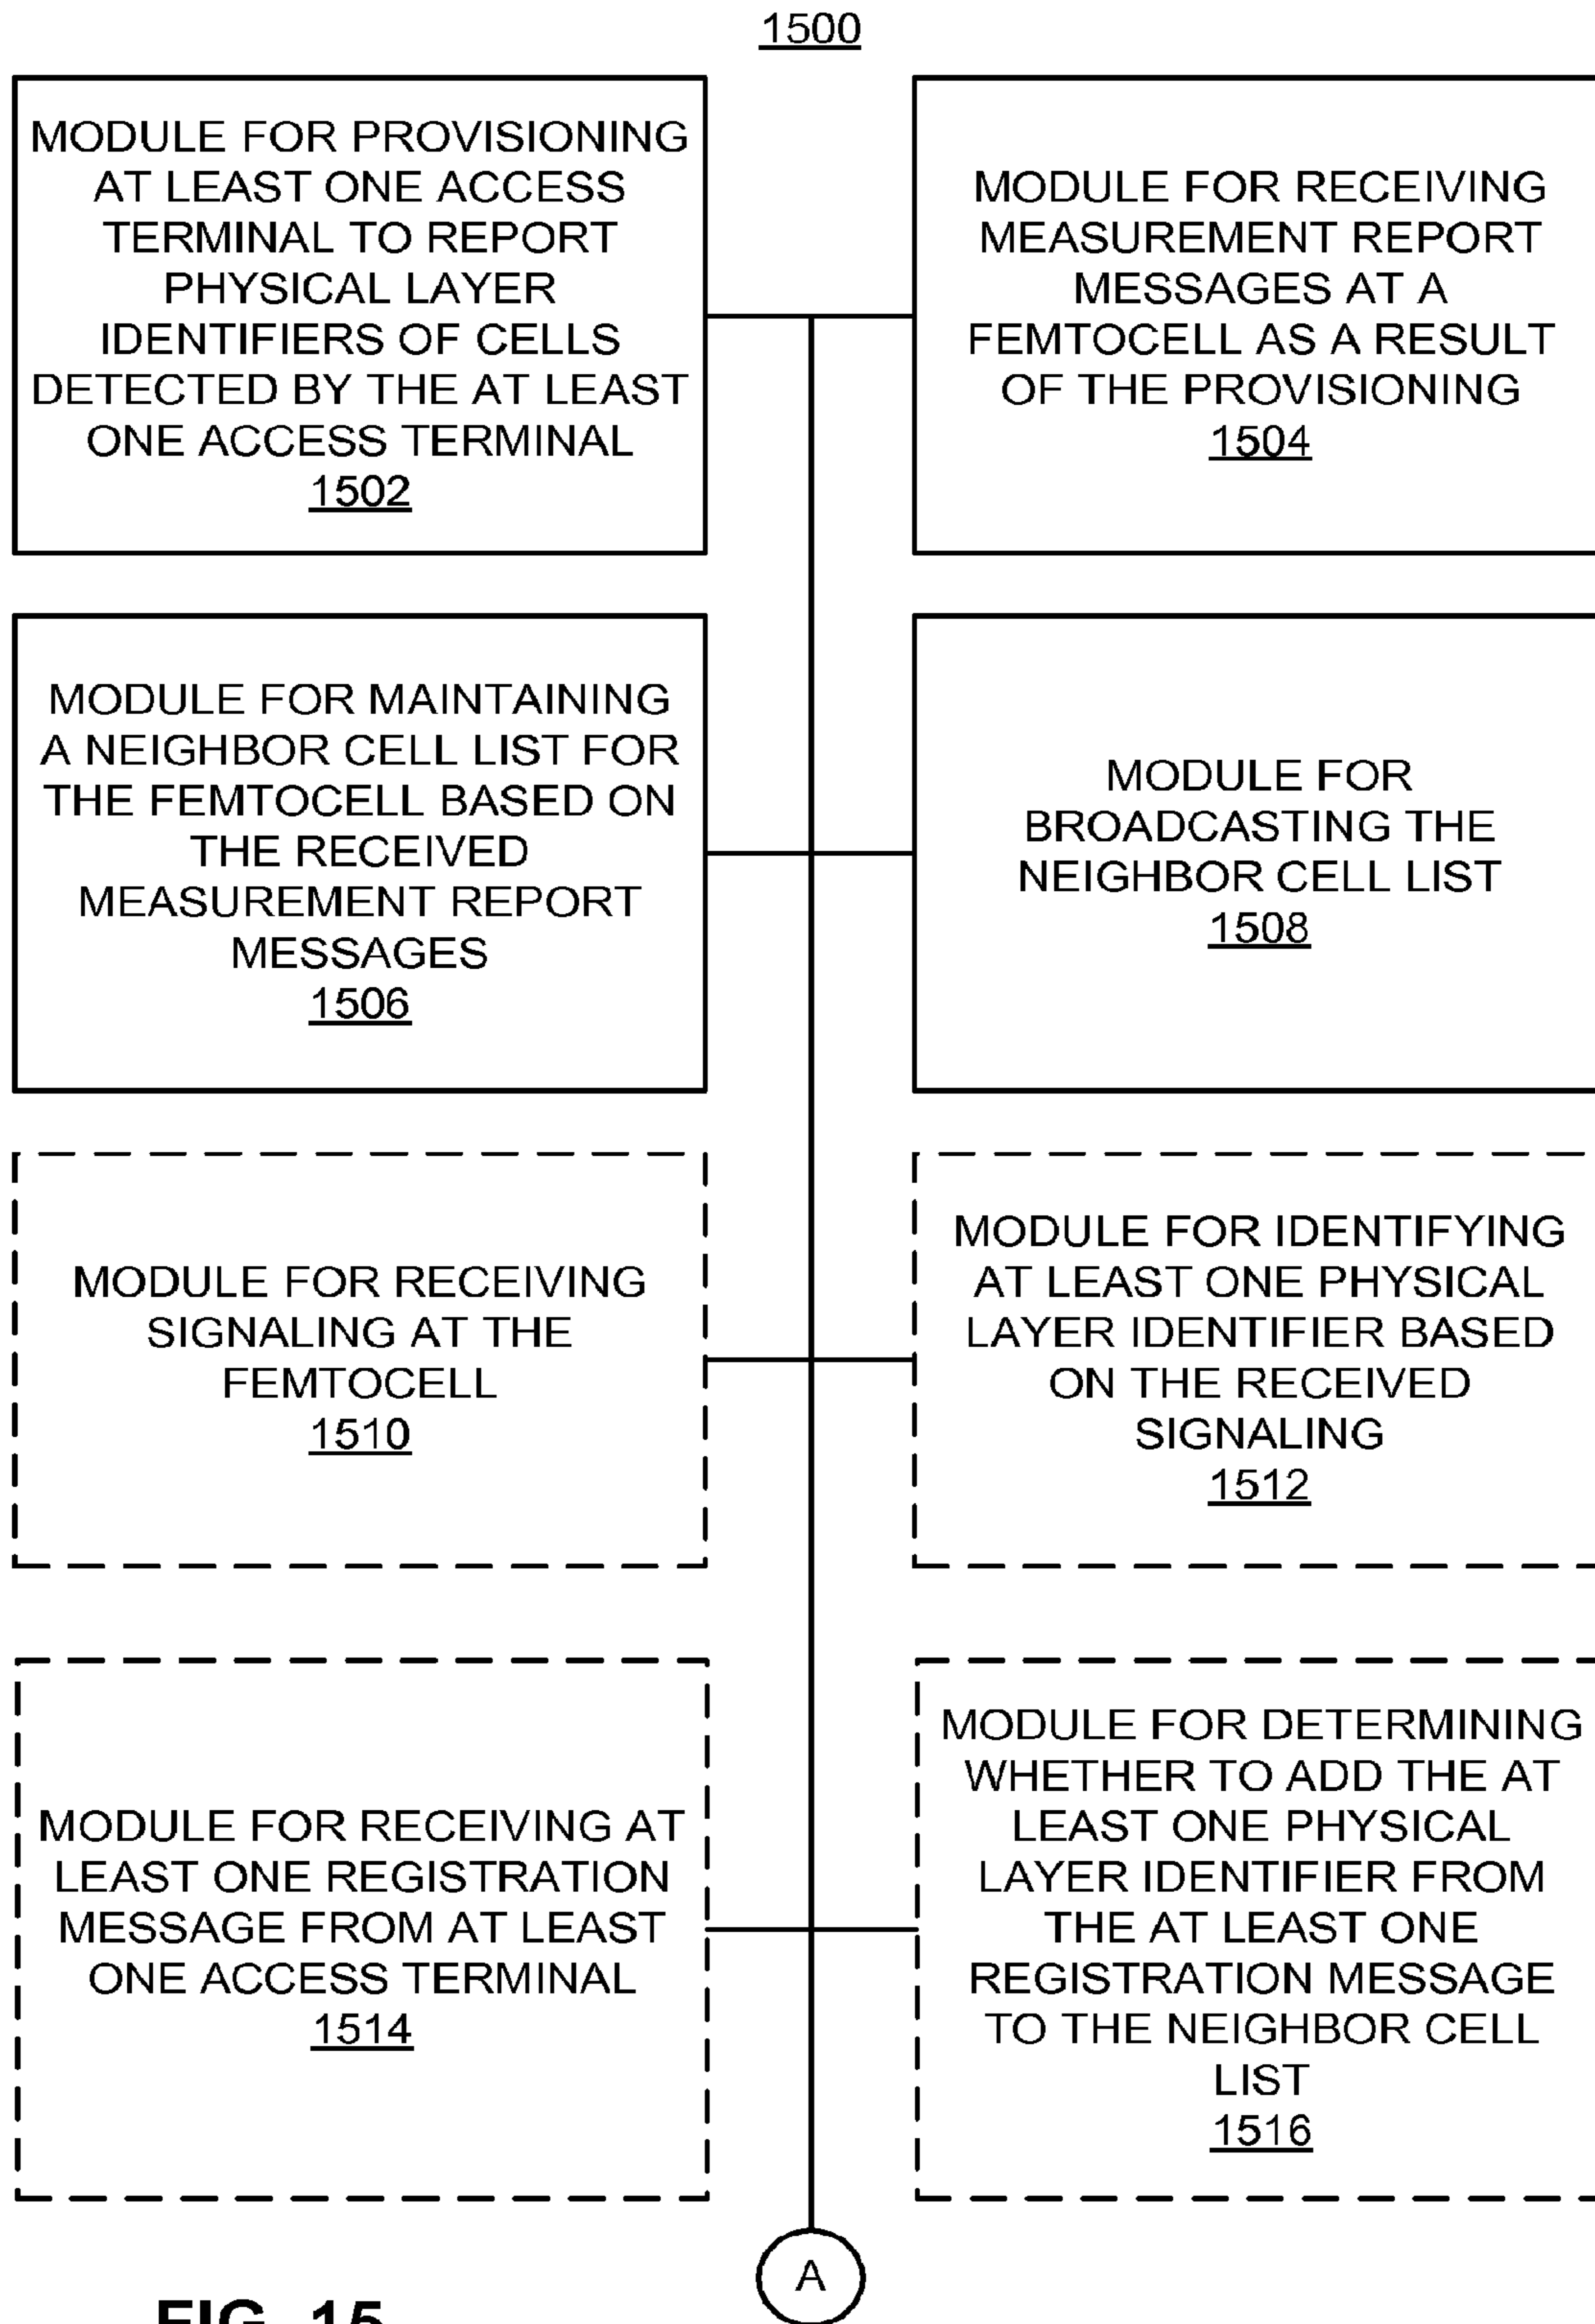 1500
MODULE FOR PROVISIONING
AT LEAST ONE ACCESS
TERMINAL TO REPORT
PHYSICAL LAYER
IDENTIFIERS OF CELLS
DETECTED BY THE AT LEAST
ONE ACCESS TERMINAL
1502
MODULE FOR RECEIVING
MEASUREMENT REPORT
MESSAGES AT A
FEMTOCELL AS A RESULT
OF THE PROVISIONING
1504
MODULE FOR MAINTAINING
A NEIGHBOR CELL LIST FOR
THE FEMTOCELL BASED ON
THE RECEIVED
MEASUREMENT REPORT
MESSAGES
1506
MODULE FOR
BROADCASTING THE
NEIGHBOR CELL LIST
1508
MODULE FOR RECEIVING
SIGNALING AT THE
FEMTOCELL
1510
MODULE FOR IDENTIFYING
AT LEAST ONE PHYSICAL
LAYER IDENTIFIER BASED
ON THE RECEIVED
SIGNALING
1512
MODULE FOR RECEIVING AT
LEAST ONE REGISTRATION
MESSAGE FROM AT LEAST
ONE ACCESS TERMINAL
1514
MODULE FOR DETERMINING
WHETHER TO ADD THE AT
LEAST ONE PHYSICAL
LAYER IDENTIFIER FROM
THE AT LEAST ONE
REGISTRATION MESSAGE
TO THE NEIGHBOR CELL
LIST
1516
A
FIG. 15